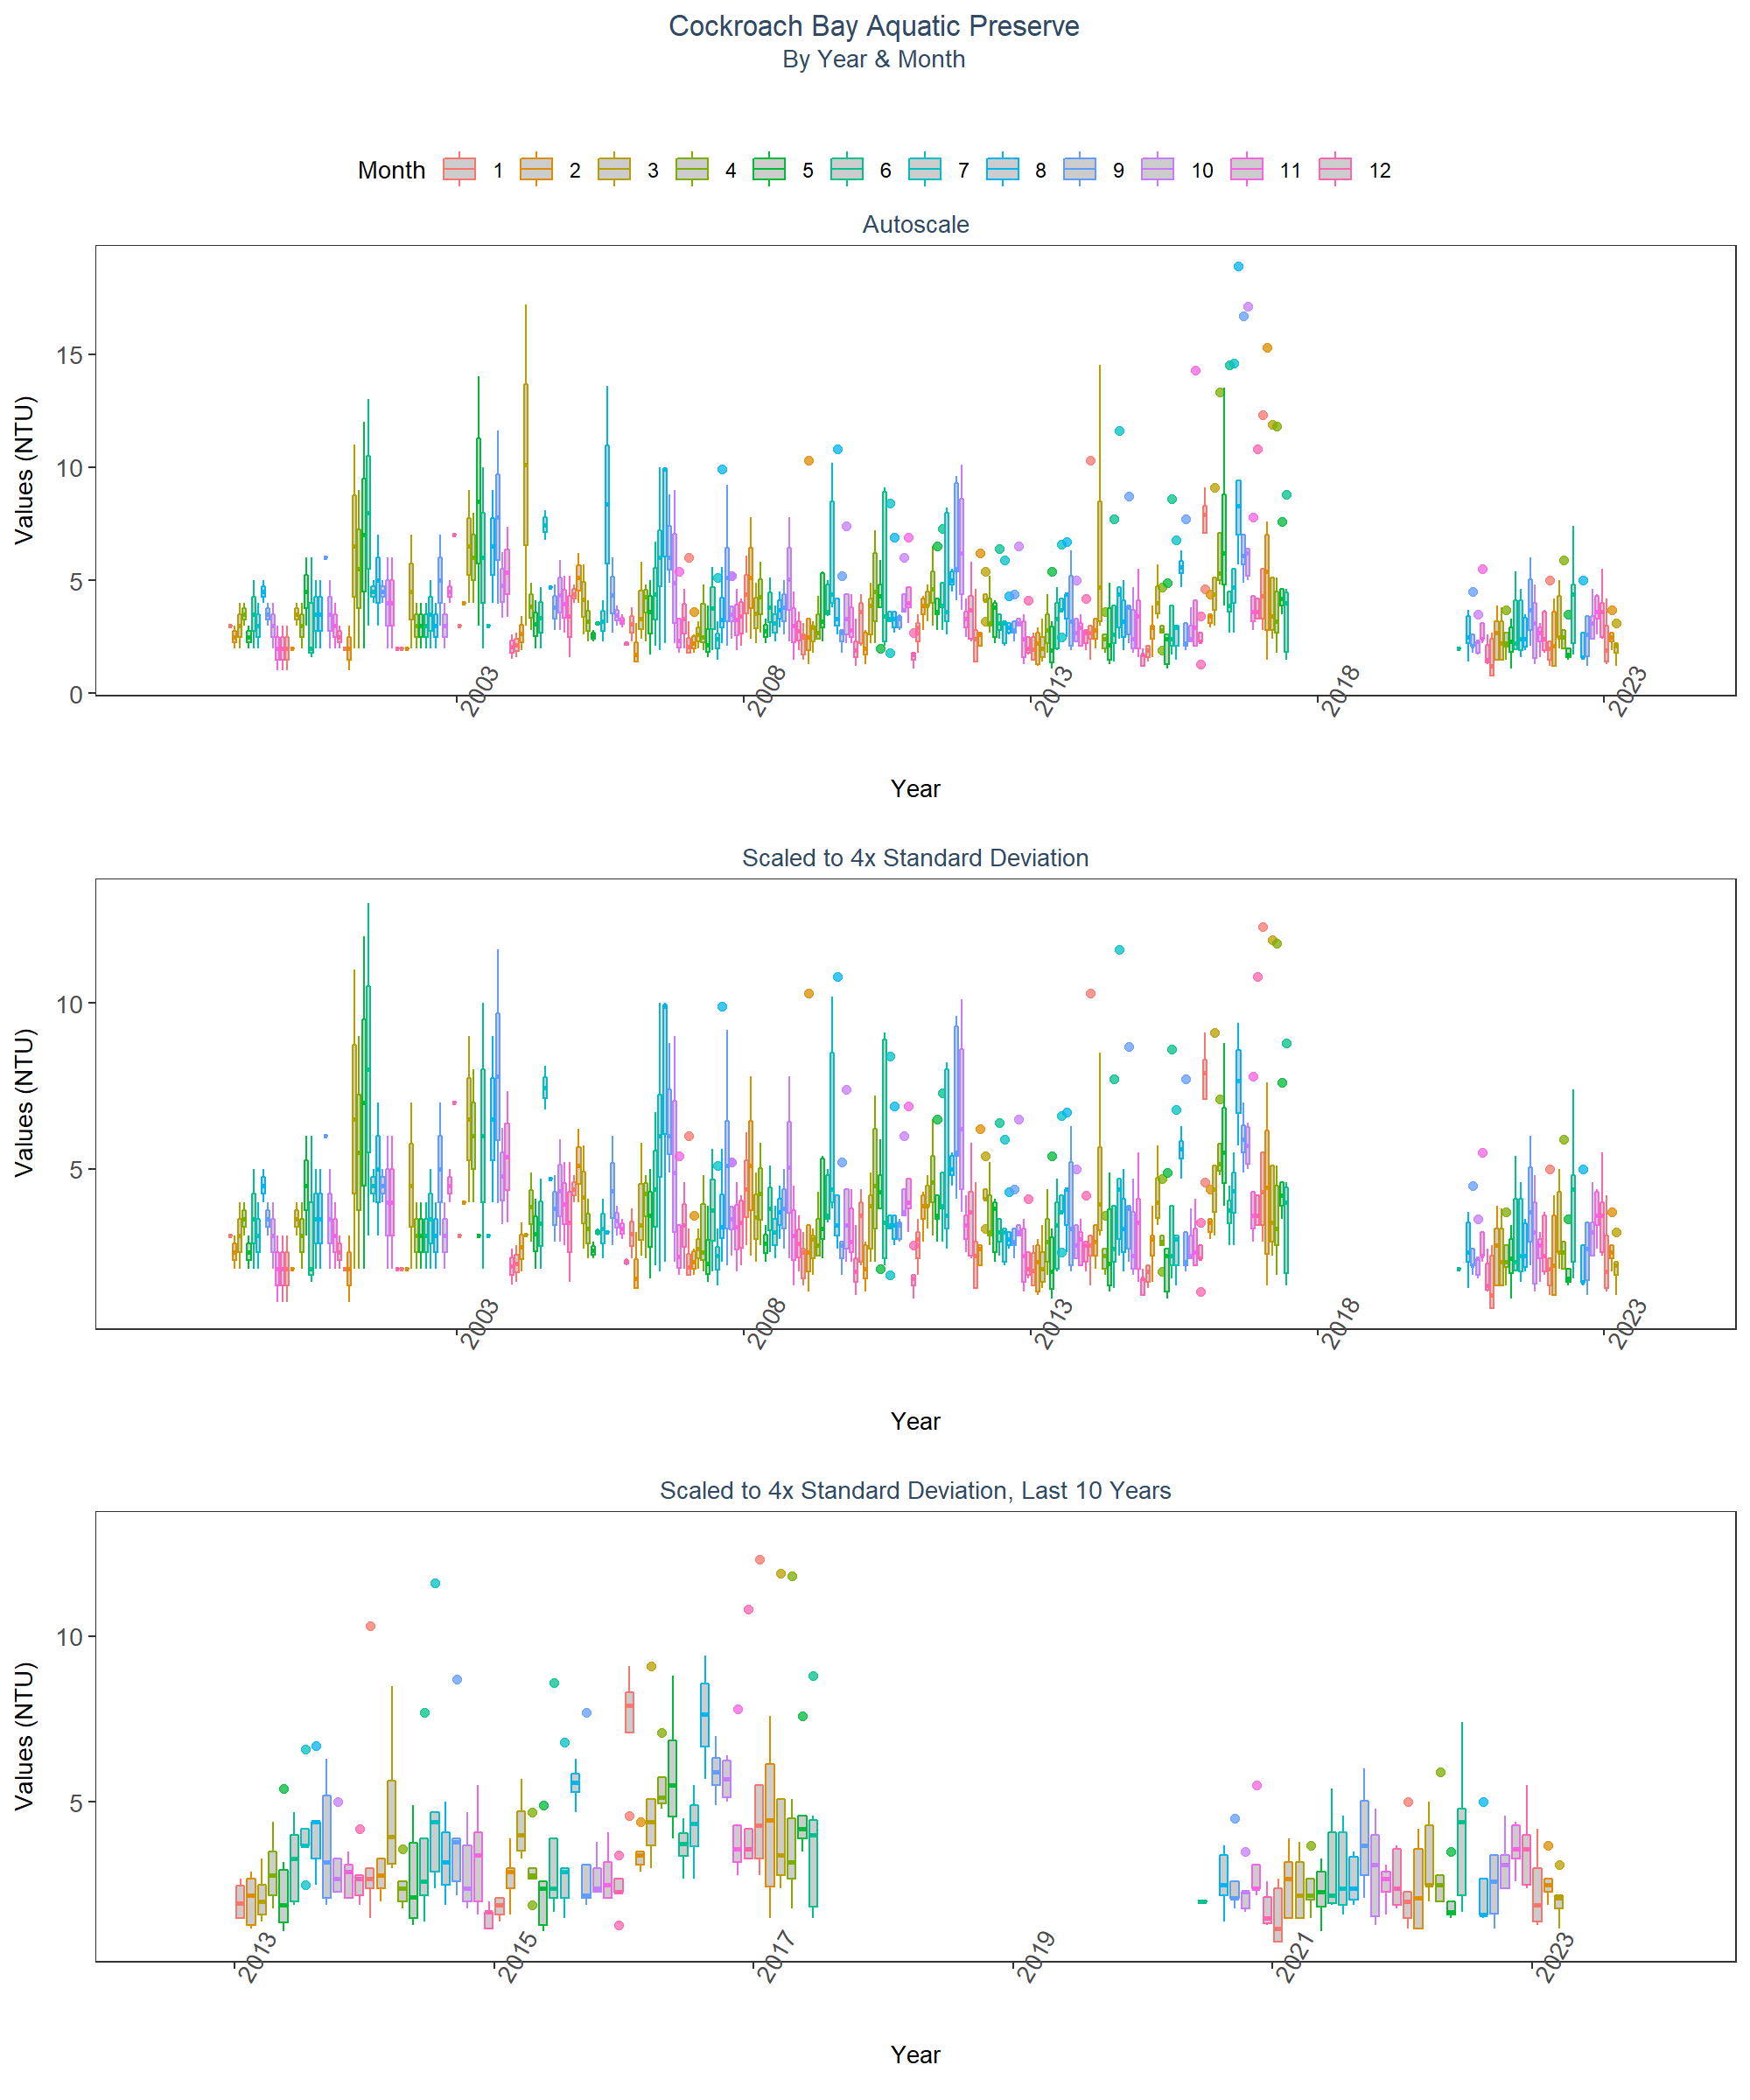 Cockroach Bay Aquatic Preserve
By Year & Month
Month 1 2 3 4 5 6 7 8 9 10 11 12
Autoscale
Values (NTU)
15
10
5
0
2003 2008 2013 2018 2023
Year
Scaled to 4x Standard Deviation
Values (NTU)
10
5
2003 2008 2013 2018 2023
Year
Scaled to 4x Standard Deviation, Last 10 Years
Values (NTU)
10
5
2013 2015 2017 2019 2021 2023
Year